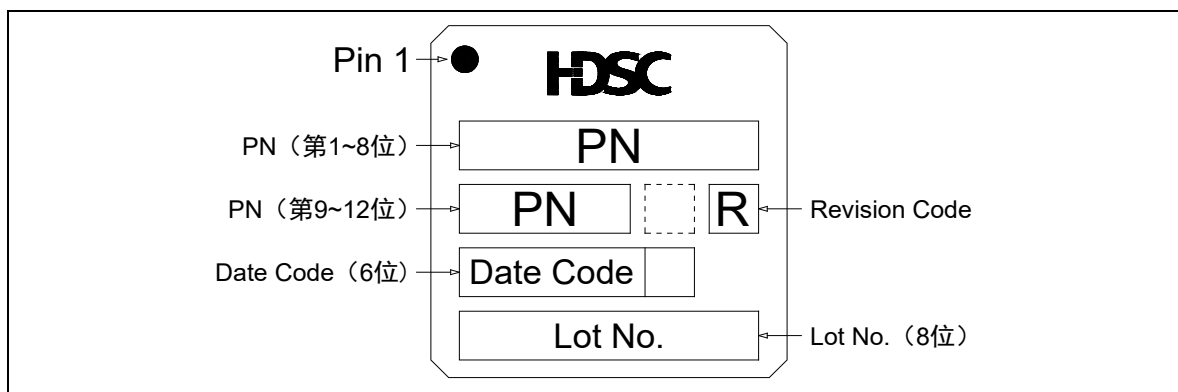 Pin 1
HDSC
PN（第1~8位）
PN
PN（第9~12位）
PN
R
Revision Code
Date Code（6位）
Date Code
Lot No.
Lot No.（8位）